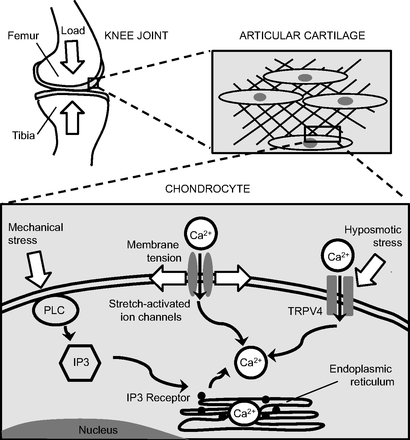 Femur
Load
KNEE JOINT
Tibia
ARTICULAR CARTILAGE
CHONDROCYTE
Mechanical
stress
Membrane
tension
Ca2+
Hyposmotic
stress
Ca2+
PLC
Stretch-activated
ion channels
TRPV4
IP3
Ca2+
IP3 Receptor
Endoplasmic
reticulum
Ca2+
Nucleus